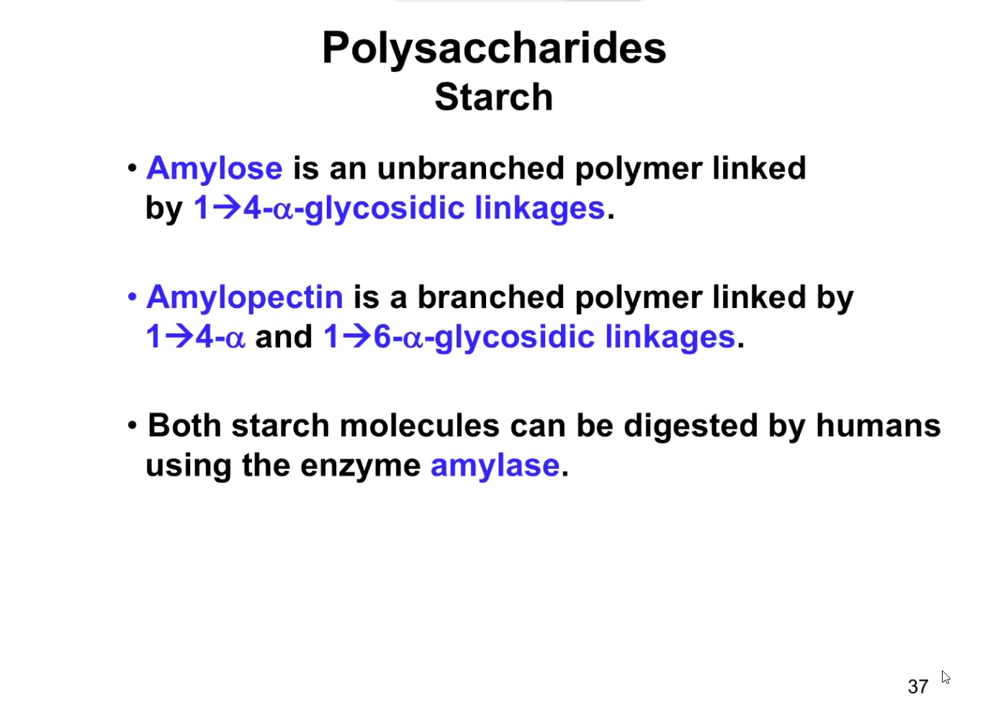 Polysaccharides
Starch
• Amylose is an unbranched polymer linked
by 1→4-α-glycosidic linkages.
• Amylopectin is a branched polymer linked by
1→4-α and 1→6-α-glycosidic linkages.
• Both starch molecules can be digested by humans
using the enzyme amylase.
37